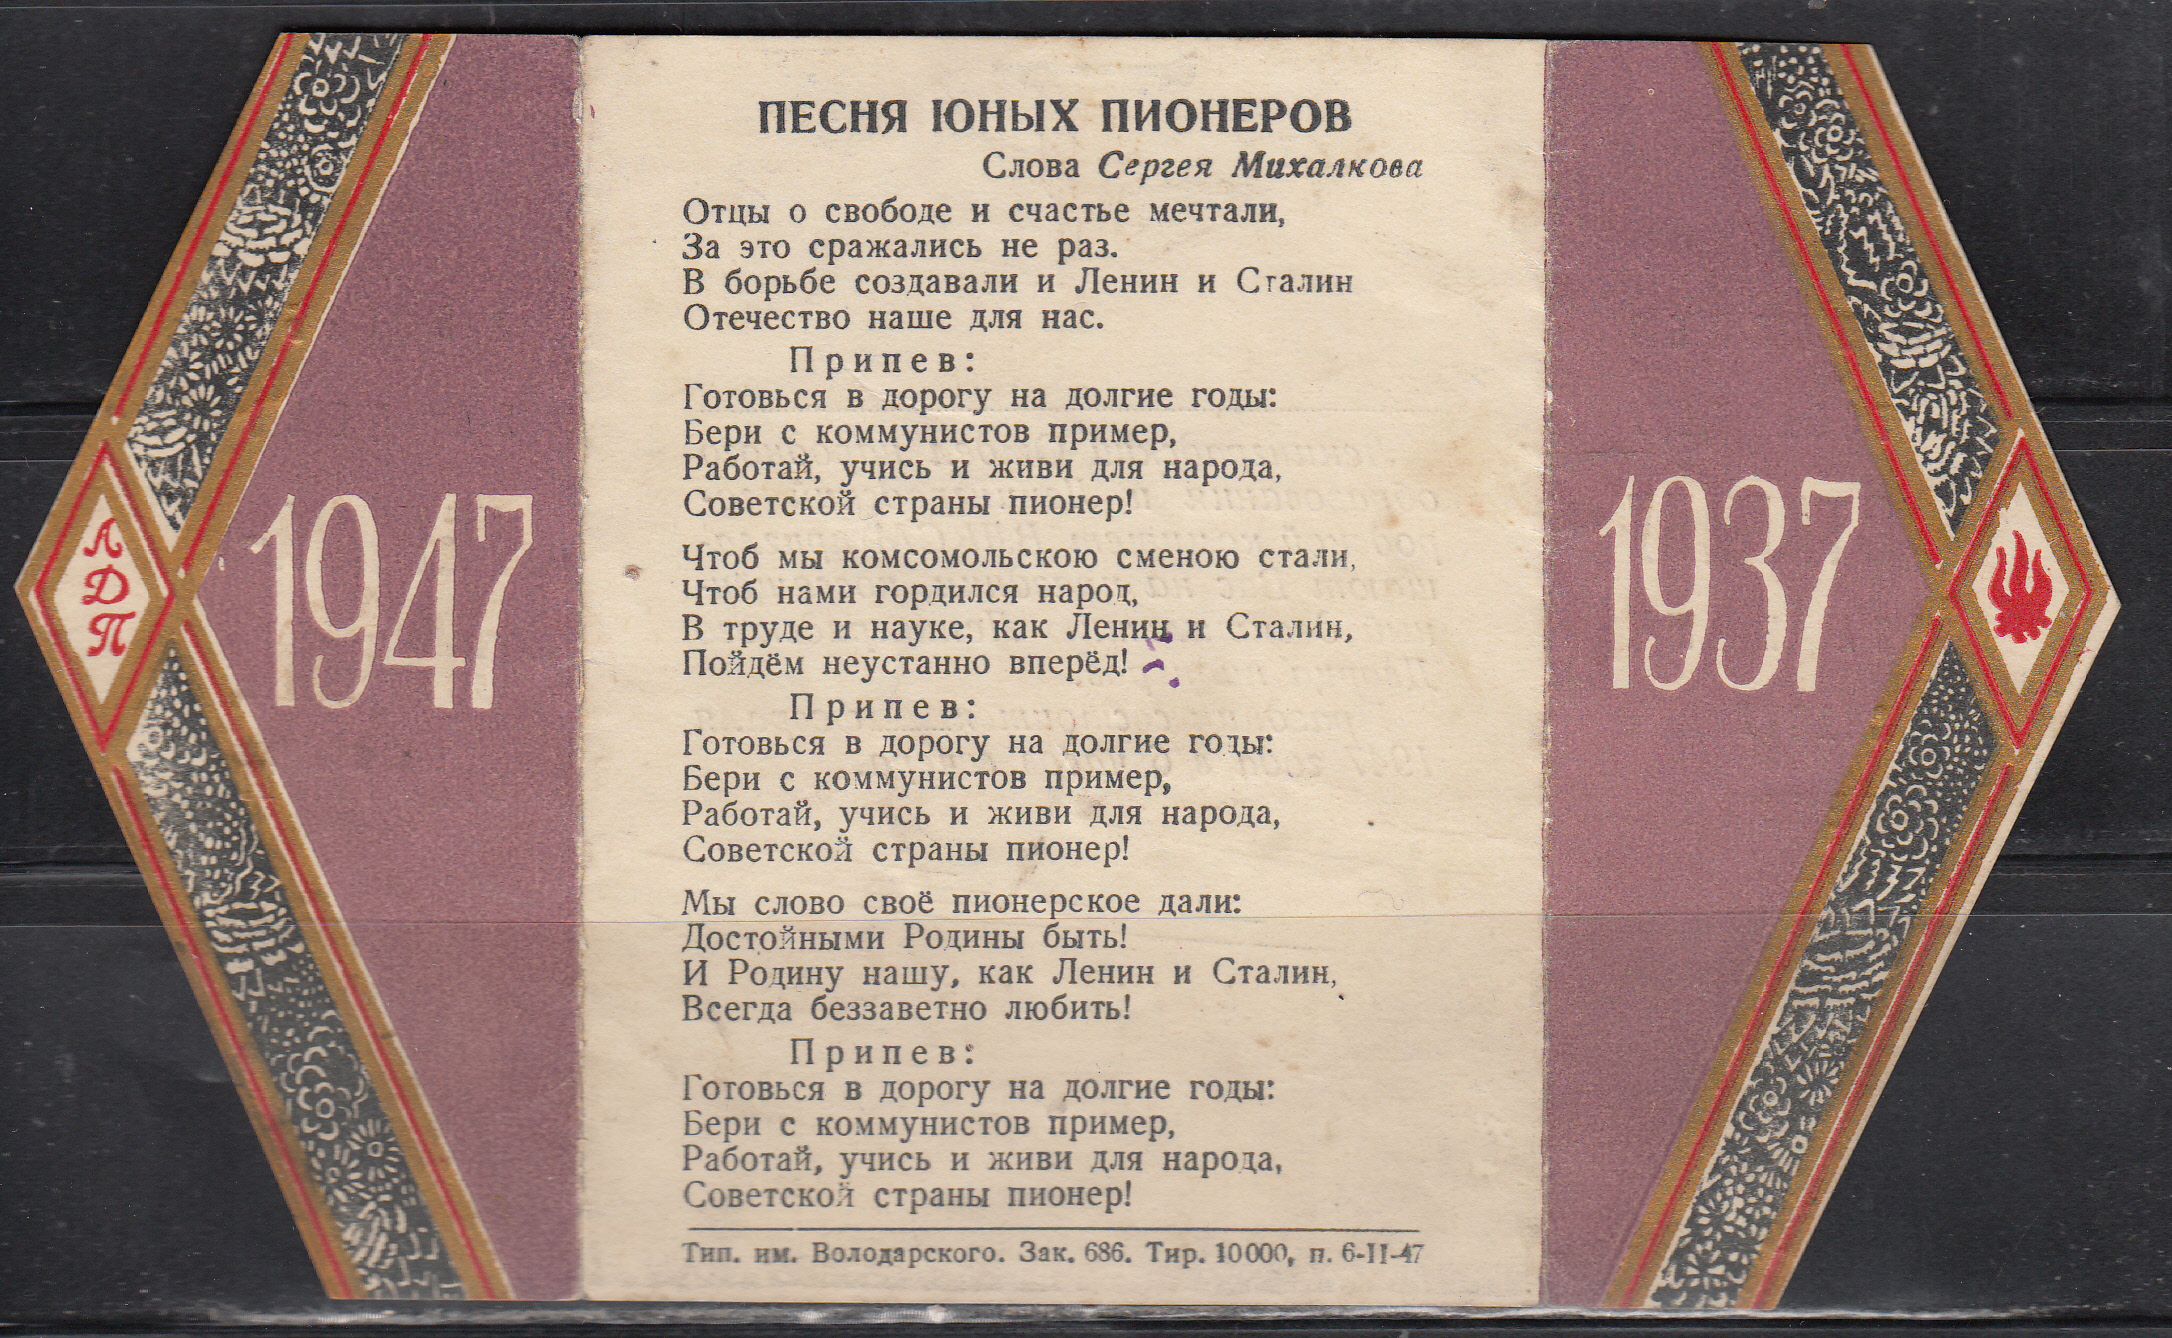 1947
ЛДП
ПЕСНЯ ЮНЫХ ПИОНЕРОВ
Слова Сергея Михалкова
Отцы о свободе и счастье мечтали,
За это сражались не раз.
В борьбе создавали и Ленин и Сталин
Отечество наше для нас.
Припев:
Готовься в дорогу на долгие годы:
Бери с коммунистов пример,
Работай, учись и живи для народа,
Советской страны пионер!
Чтоб мы комсомольскою сменою стали,
Чтоб нами гордился народ,
В труде и науке, как Ленин и Сталин,
Пойдём неустанно вперёд!
Припев:
Готовься в дорогу на долгие годы:
Бери с коммунистов пример,
Работай, учись и живи для народа,
Советской страны пионер!
Мы слово своё пионерское дали:
Достойными Родины быть!
И Родину нашу, как Ленин и Сталин,
Всегда беззаветно любить!
Припев:
Готовься в дорогу на долгие годы:
Бери с коммунистов пример,
Работай, учись и живи для народа,
Советской страны пионер!
Тип. им. Володарского. Зак. 686. Тир. 10000, п. 6-II-47
1937